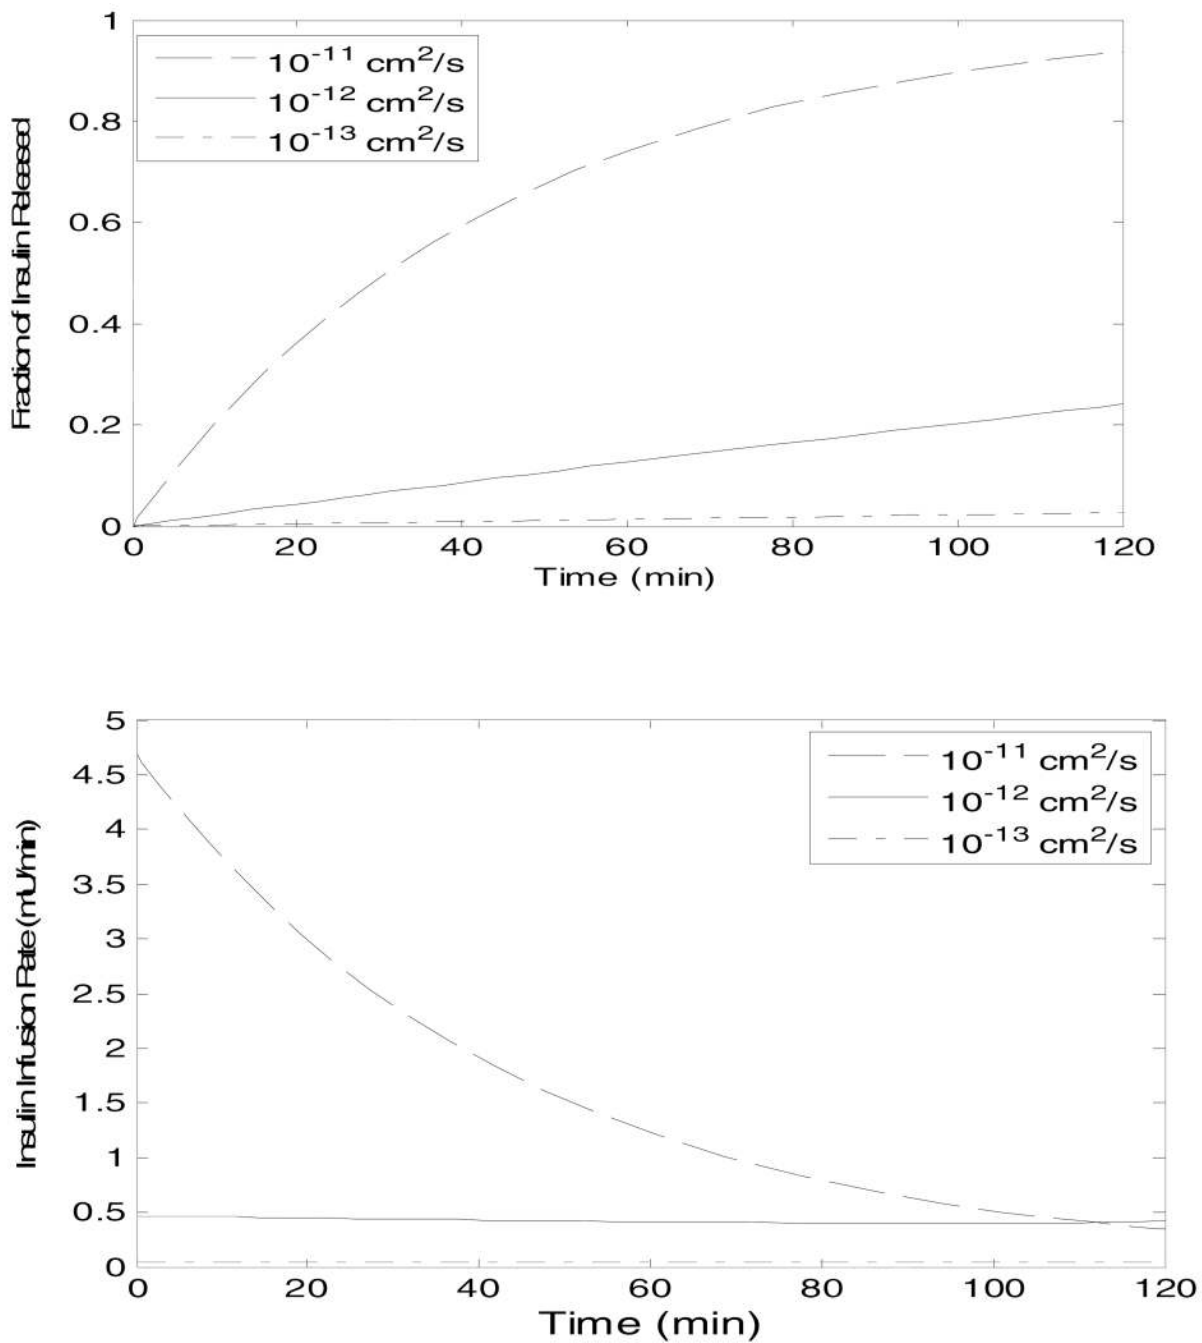 1
10⁻¹¹ cm²/s
10⁻¹² cm²/s
10⁻¹³ cm²/s
0.8
0.6
0.4
0.2
0
Fraction of Insulin Released
0 20 40 60 80 100 120
Time (min)
5
4.5
4
3.5
3
2.5
2
1.5
1
0.5
0
10⁻¹¹ cm²/s
10⁻¹² cm²/s
10⁻¹³ cm²/s
Insulin Infusion Rate (mU/min)
0 20 40 60 80 100 120
Time (min)